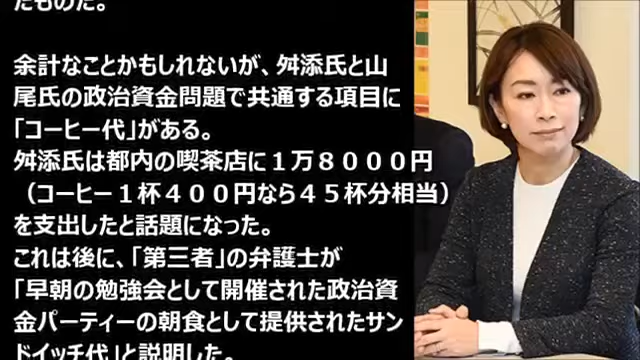 たものだ。
余計なことかもしれないが、舛添氏と山
尾氏の政治資金問題で共通する項目に
「コーヒー代」がある。
舛添氏は都内の喫茶店に１万８０００円
（コーヒー１杯４００円なら４５杯分相当）
を支出したと話題になった。
これは後に、「第三者」の弁護士が
「早朝の勉強会として開催された政治資
金パーティーの朝食として提供されたサン
ドイッチ代」と説明した。